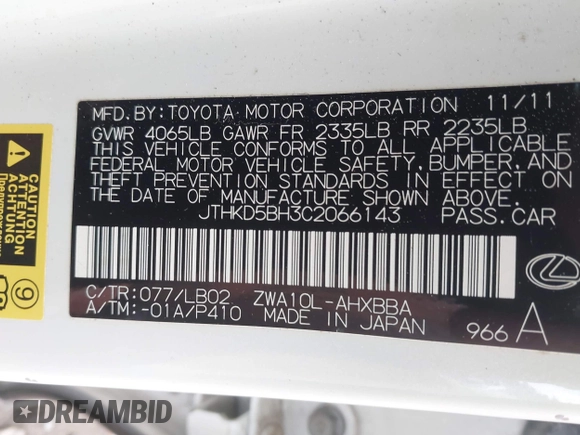 MFD. BY: TOYOTA MOTOR CORPORATION 11/11
GVWR 4065LB GAWR FR 2335LB RR 2235LB
THIS VEHICLE CONFORMS TO ALL APPLICABLE
FEDERAL MOTOR VEHICLE SAFETY, BUMPER, AND
THEFT PREVENTION STANDARDS IN EFFECT ON
THE DATE OF MANUFACTURE SHOWN ABOVE.
JTHKD5BH3C2066143 PASS. CAR
C/TR: 077/LB02 ZWA10L-AHXBBA
A/TM: -01A/P410 MADE IN JAPAN 966 A
CAUTION
ATTENTION
9
DREAMBID